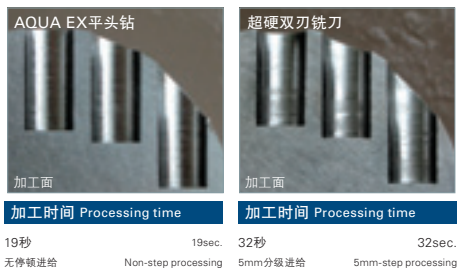 AQUA EX平头钻
加工面
加工时间 Processing time
19秒 19sec.
无停顿进给 Non-step processing
超硬双刃铣刀
加工面
加工时间 Processing time
32秒 32sec.
5mm分级进给 5mm-step processing